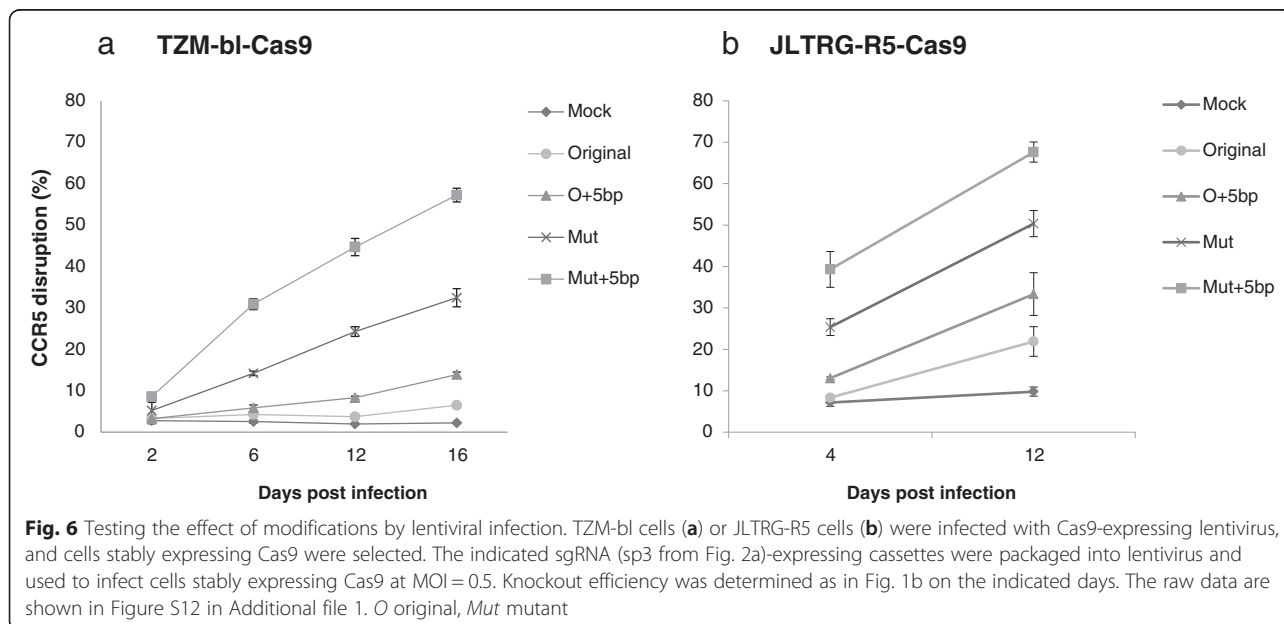 a TZM-bl-Cas9
80
70
60
50
40
30
20
10
0
CCR5 disruption (%)
2 6 12 16
Days post infection
Mock
Original
O+5bp
Mut
Mut+5bp
b JLTRG-R5-Cas9
80
70
60
50
40
30
20
10
0
4 12
Days post infection
Mock
Original
O+5bp
Mut
Mut+5bp
Fig. 6 Testing the effect of modifications by lentiviral infection. TZM-bl cells (a) or JLTRG-R5 cells (b) were infected with Cas9-expressing lentivirus,
and cells stably expressing Cas9 were selected. The indicated sgRNA (sp3 from Fig. 2a)-expressing cassettes were packaged into lentivirus and
used to infect cells stably expressing Cas9 at MOI = 0.5. Knockout efficiency was determined as in Fig. 1b on the indicated days. The raw data are
shown in Figure S12 in Additional file 1. O original, Mut mutant